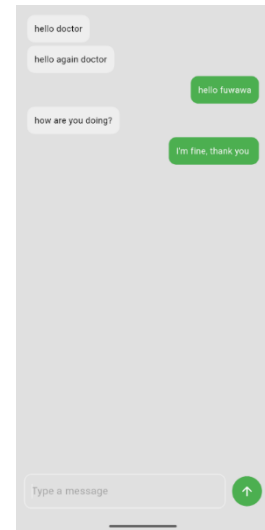 hello doctor
hello again doctor
hello fuwawa
how are you doing?
I'm fine, thank you
Type a message